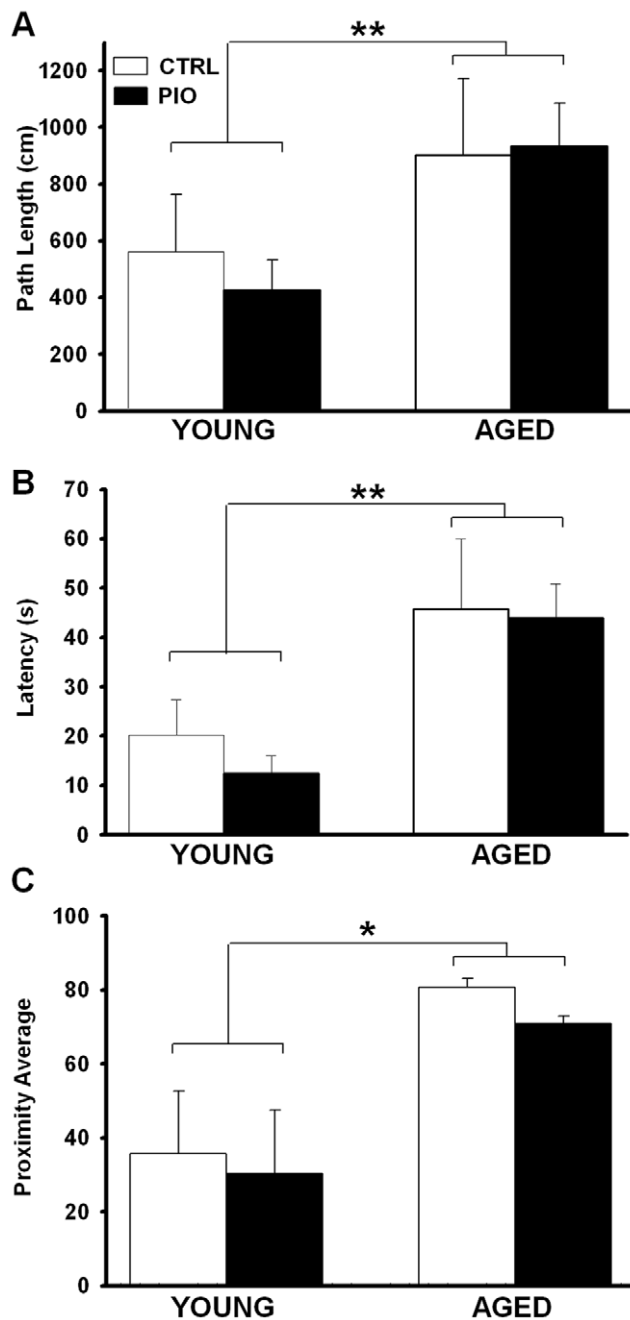 A
**
CTRL
PIO
Path Length (cm)
1200
1000
800
600
400
200
0
YOUNG AGED
B
**
Latency (s)
70
60
50
40
30
20
10
0
YOUNG AGED
C
*
Proximity Average
100
80
60
40
20
0
YOUNG AGED